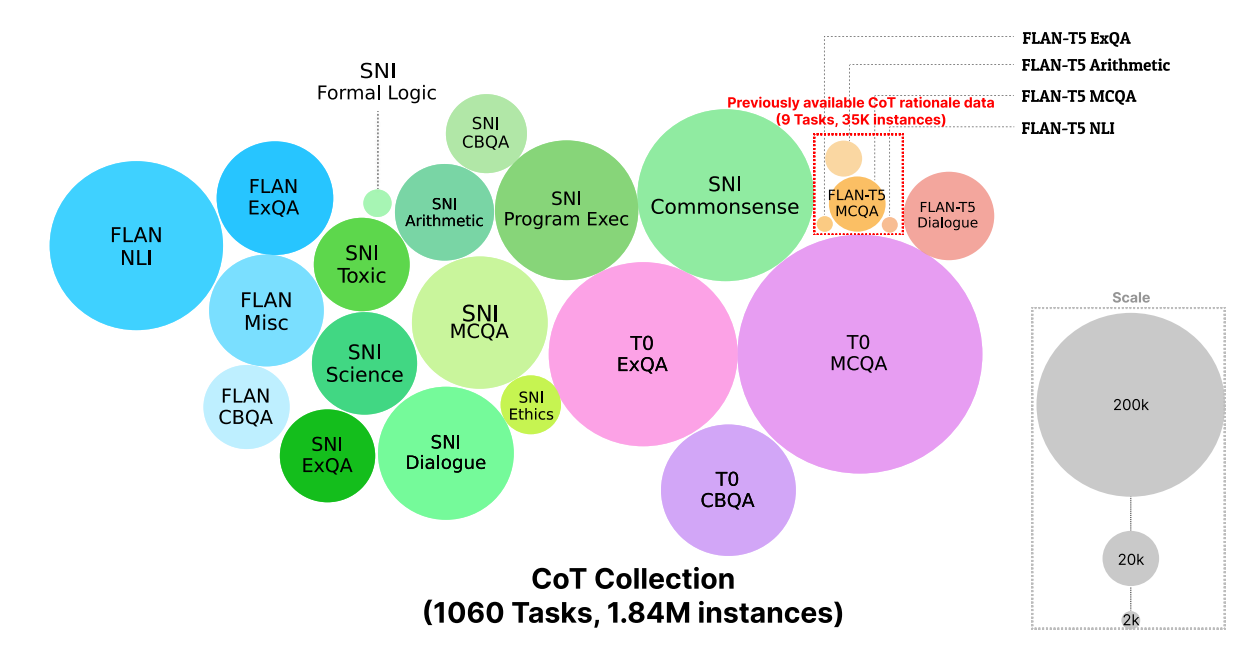 FLAN-T5 ExQA
FLAN-T5 Arithmetic
FLAN-T5 MCQA
FLAN-T5 NLI
Previously available CoT rationale data
(9 Tasks, 35K instances)
SNI
Formal Logic
SNI
CBQA
FLAN
ExQA
SNI
Arithmetic
SNI
Program Exec
SNI
Commonsense
FLAN-T5
MCQA
FLAN-T5
Dialogue
FLAN
NLI
SNI
Toxic
FLAN
Misc
SNI
MCQA
T0
ExQA
T0
MCQA
SNI
Science
FLAN
CBQA
SNI
Ethics
SNI
ExQA
SNI
Dialogue
T0
CBQA
Scale
200k
20k
2k
CoT Collection
(1060 Tasks, 1.84M instances)